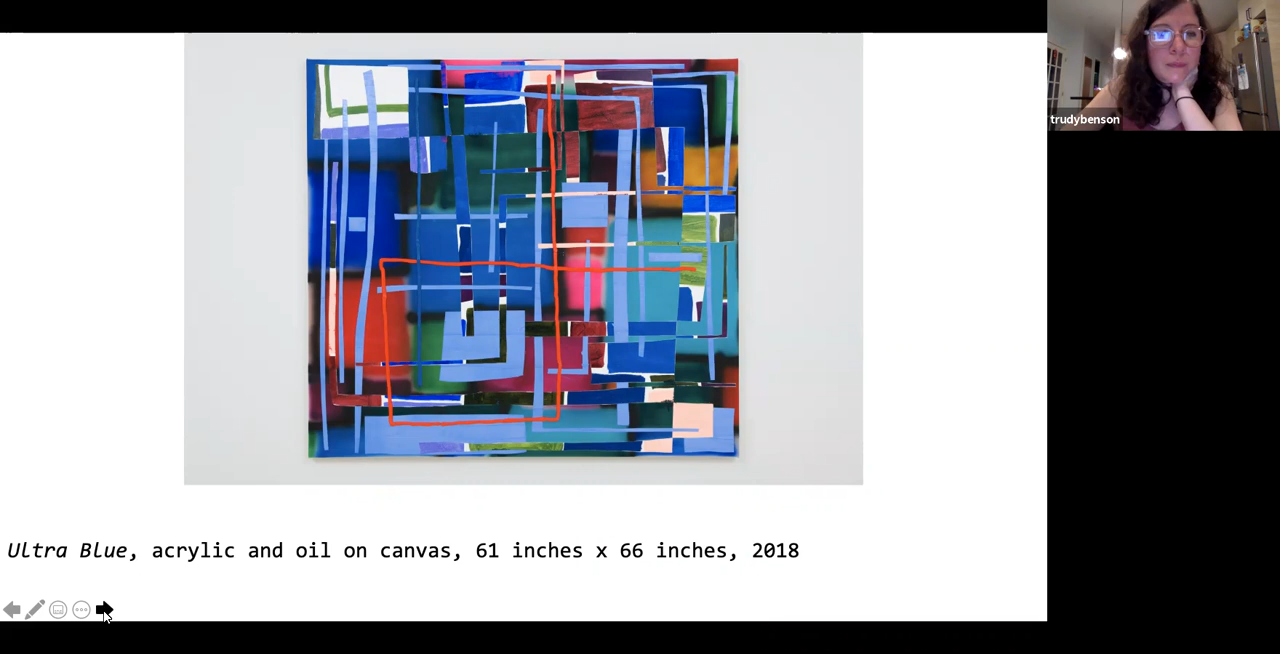 trudybenson
Ultra Blue, acrylic and oil on canvas, 61 inches x 66 inches, 2018